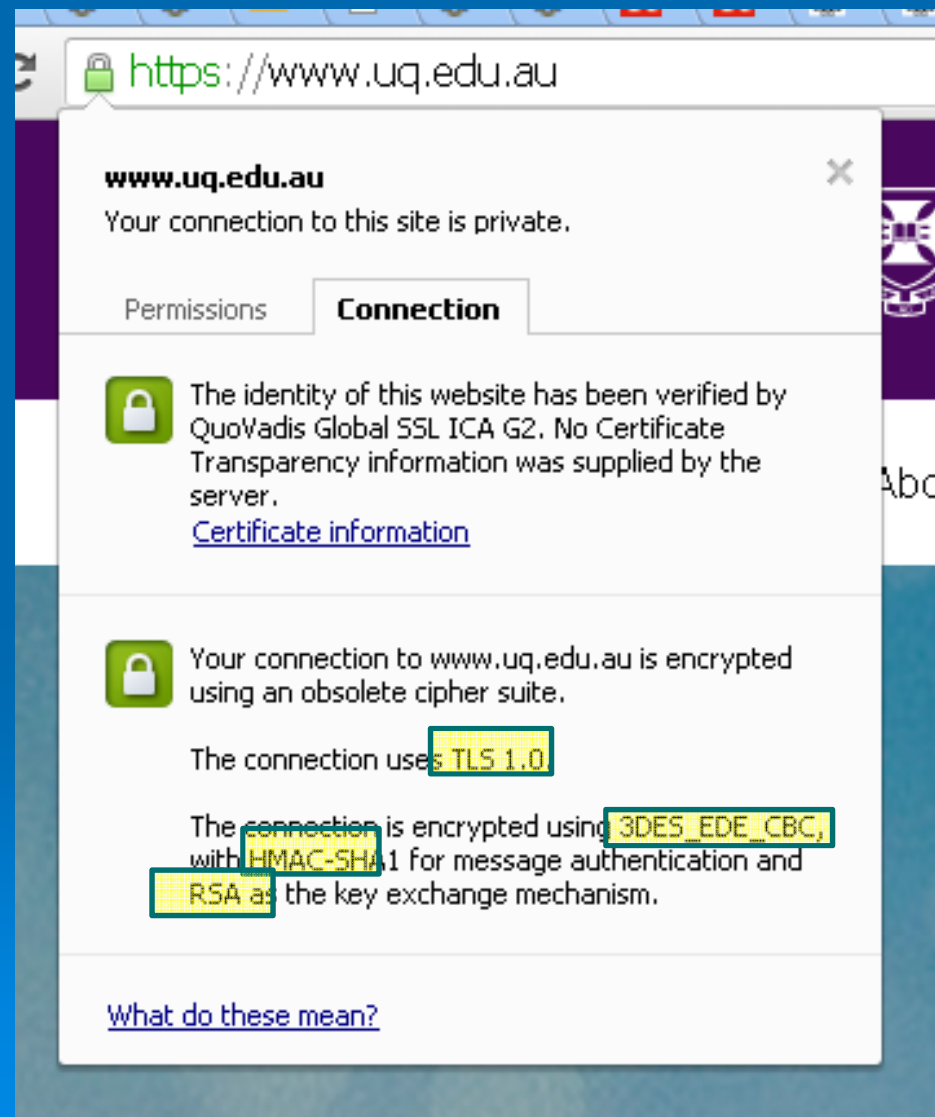 https://www.uq.edu.au
www.uq.edu.au
Your connection to this site is private.
Permissions
Connection
The identity of this website has been verified by
QuoVadis Global SSL ICA G2. No Certificate
Transparency information was supplied by the
server.
Certificate information
Your connection to www.uq.edu.au is encrypted
using an obsolete cipher suite.
The connection uses TLS 1.0.
The connection is encrypted using 3DES_EDE_CBC,
with HMAC-SHA1 for message authentication and
RSA as the key exchange mechanism.
What do these mean?